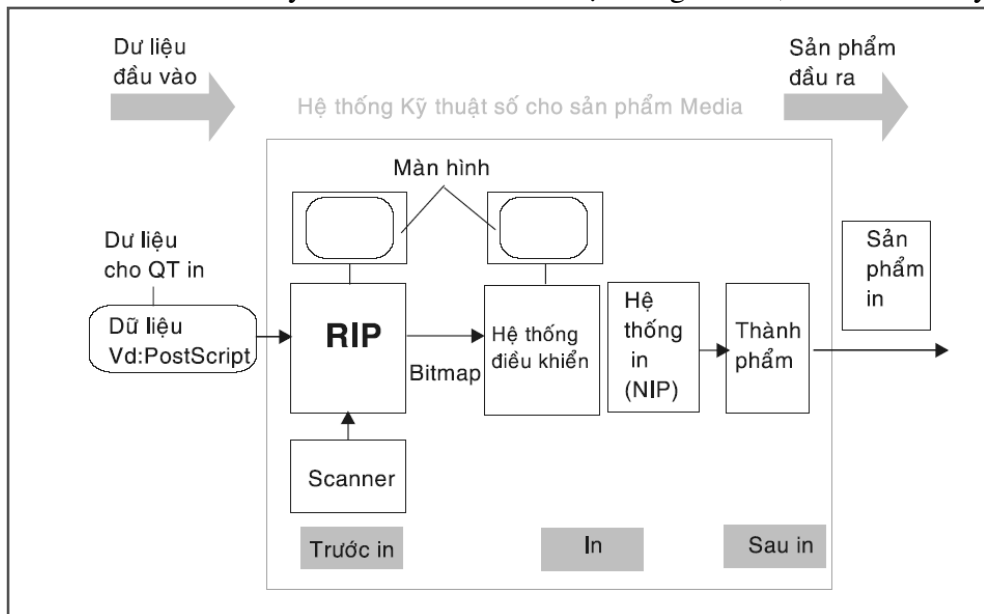 Dư liệu
đầu vào
Sản phẩm
đầu ra
Hệ thống Kỹ thuật số cho sản phẩm Media
Màn hình
Dư liệu
cho QT in
Dữ liệu
Vd:PostScript
RIP
Bitmap
Hệ thống
điều khiển
Hệ
thống
in
(NIP)
Thành
phẩm
Sản
phẩm
in
Scanner
Trước in
In
Sau in